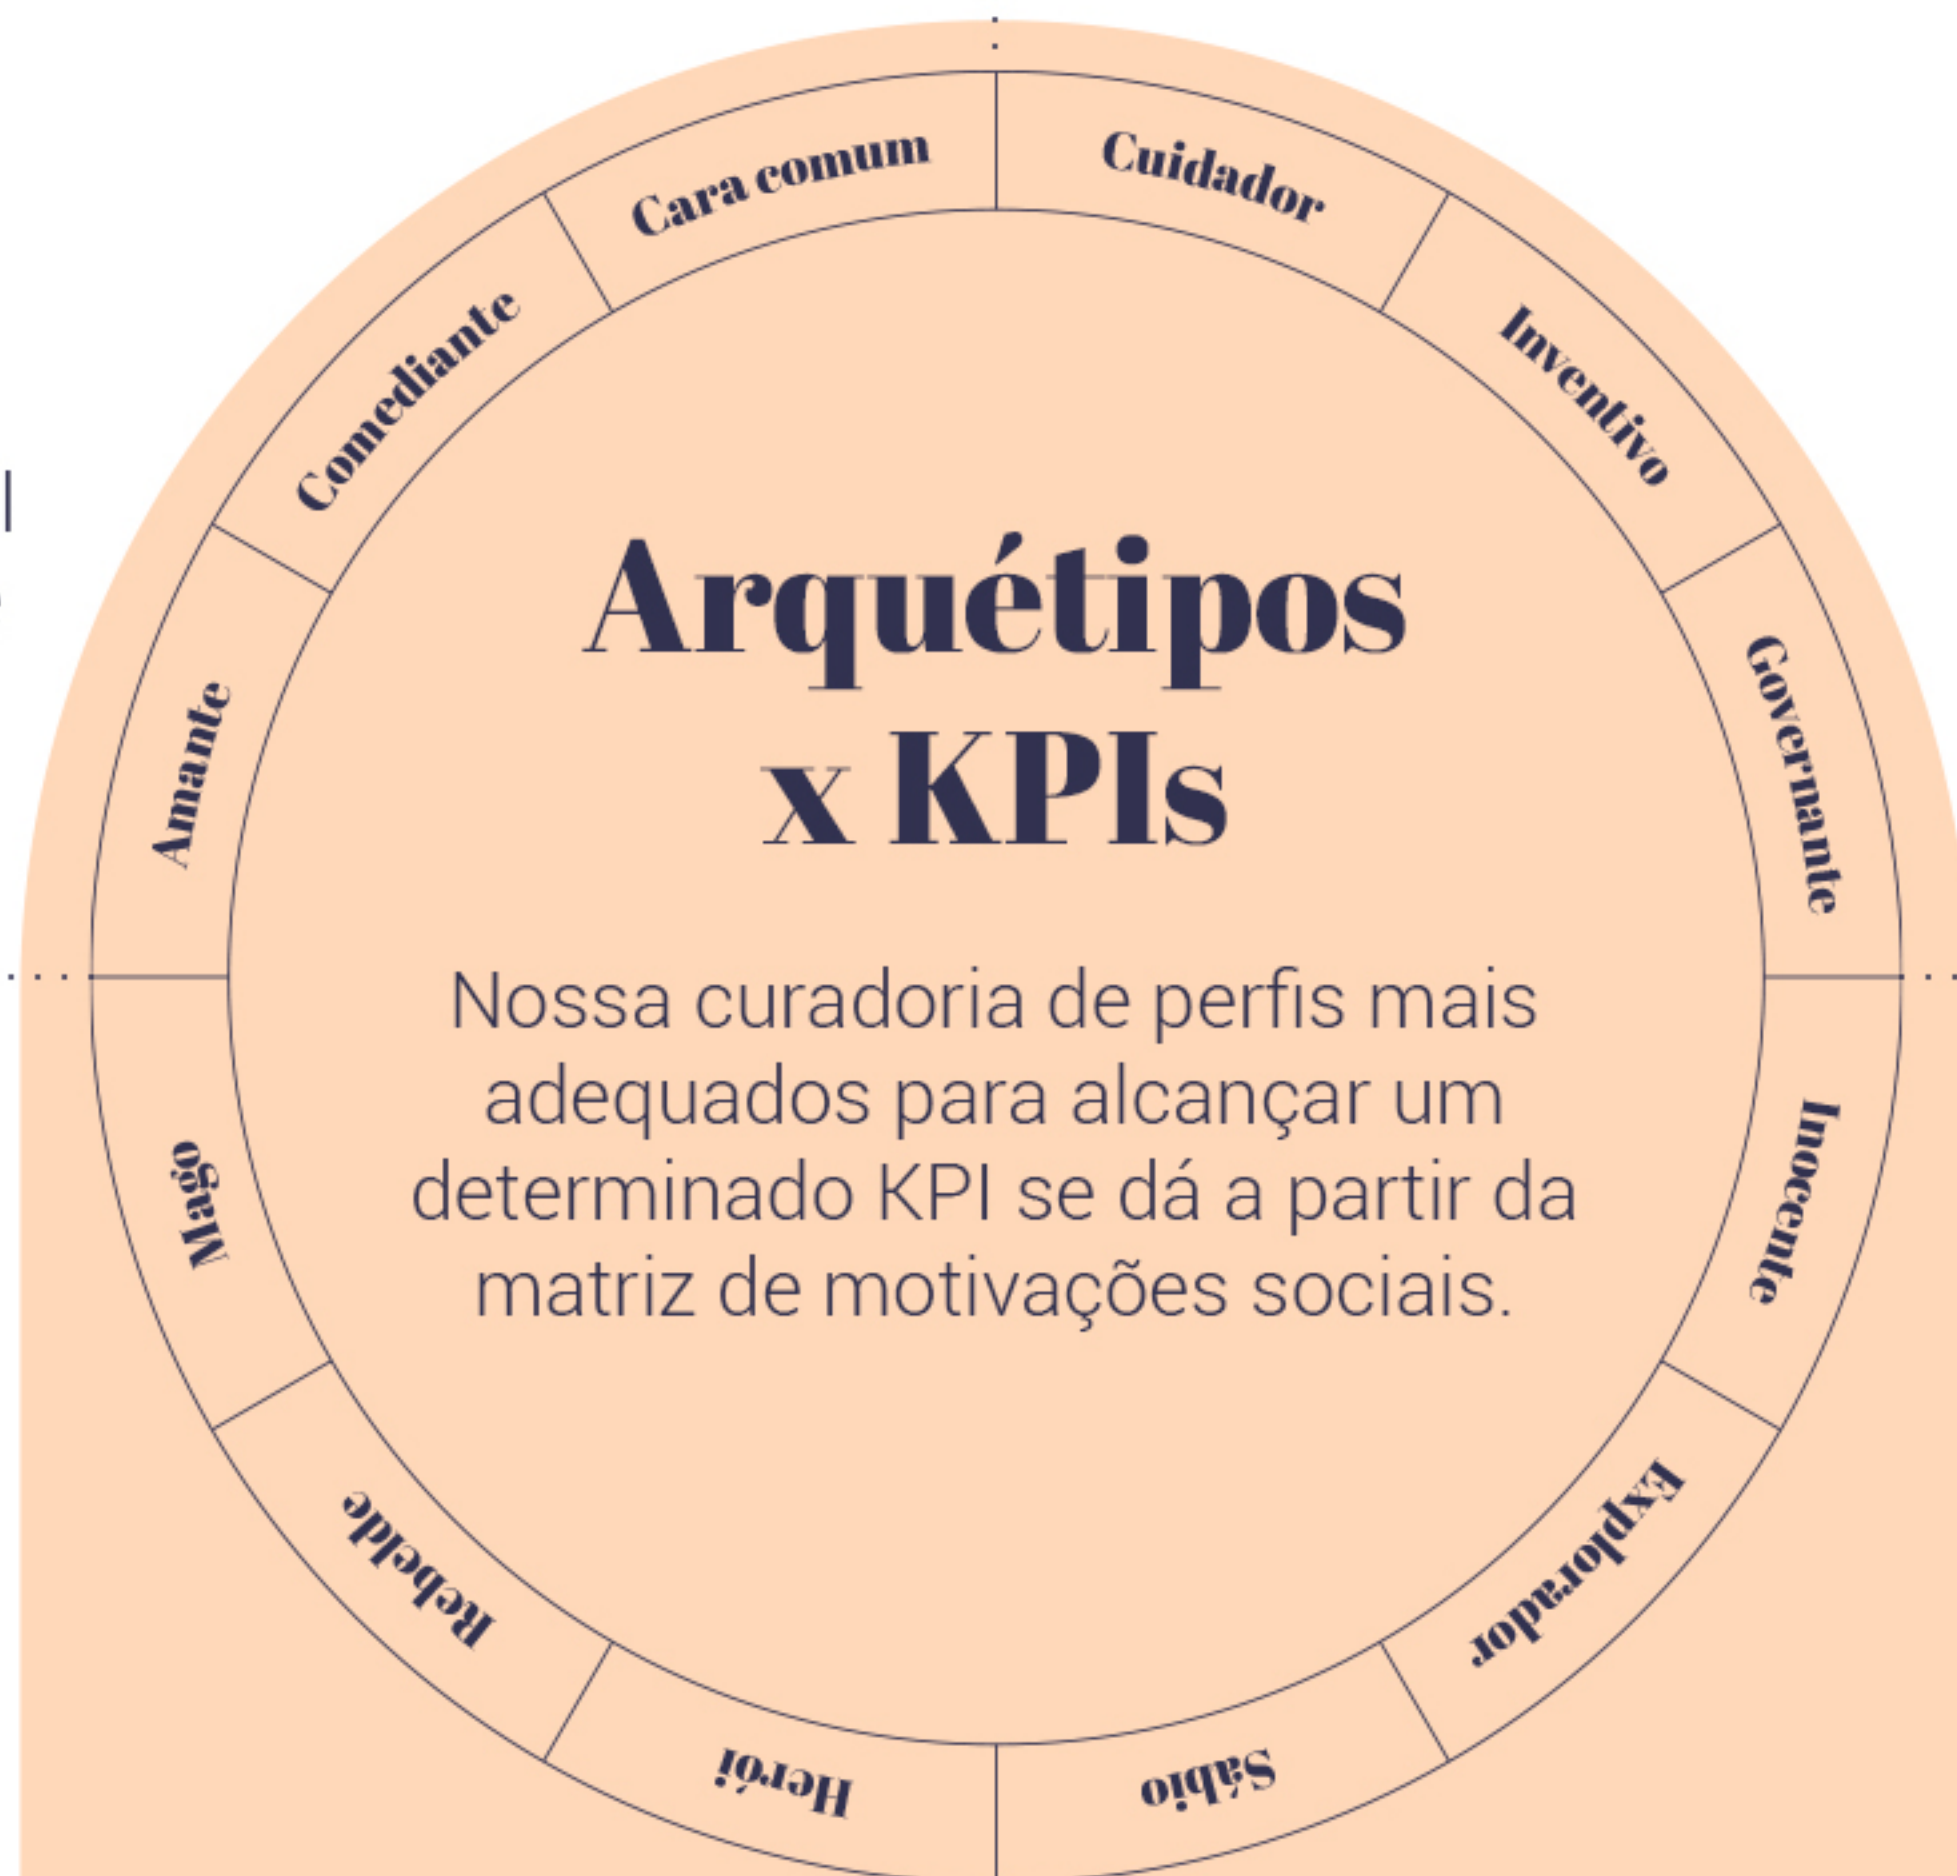 Cara comum
Cuidador
Comediante
Inventivo
Amante
Governante
Arquétipos
x KPIs
Nossa curadoria de perfis mais
adequados para alcançar um
determinado KPI se dá a partir da
matriz de motivações sociais.
Mago
Inocente
Rebelde
Explorador
Herói
Sábio